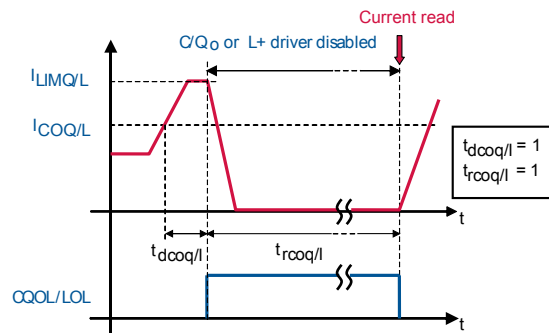 Current read
C/Qo or L+ driver disabled
ILIMQ/L
ICOQ/L
tdcoq/l = 1
trcoq/l = 1
t
tdcoq/l
trcoq/l
CQOL/LOL
t